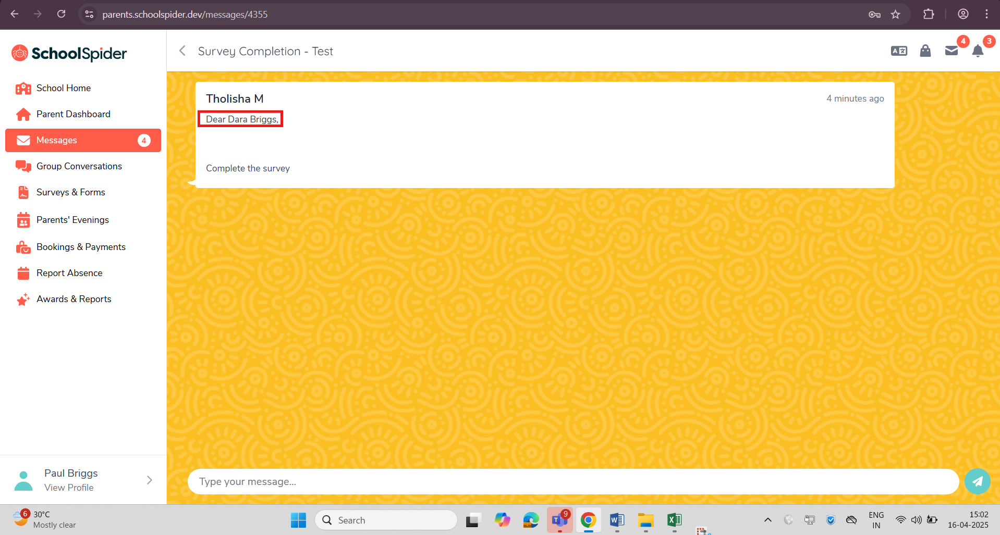 parents.schoolspider.dev/messages/4355
SchoolSpider
Survey Completion - Test
4
3
School Home
Parent Dashboard
Messages
4
Group Conversations
Surveys & Forms
Parents' Evenings
Bookings & Payments
Report Absence
Awards & Reports
Tholisha M
4 minutes ago
Dear Dara Briggs,
Complete the survey
Paul Briggs
View Profile
Type your message...
6
30°C
Mostly clear
Search
9
ENG
IN
15:02
16-04-2025